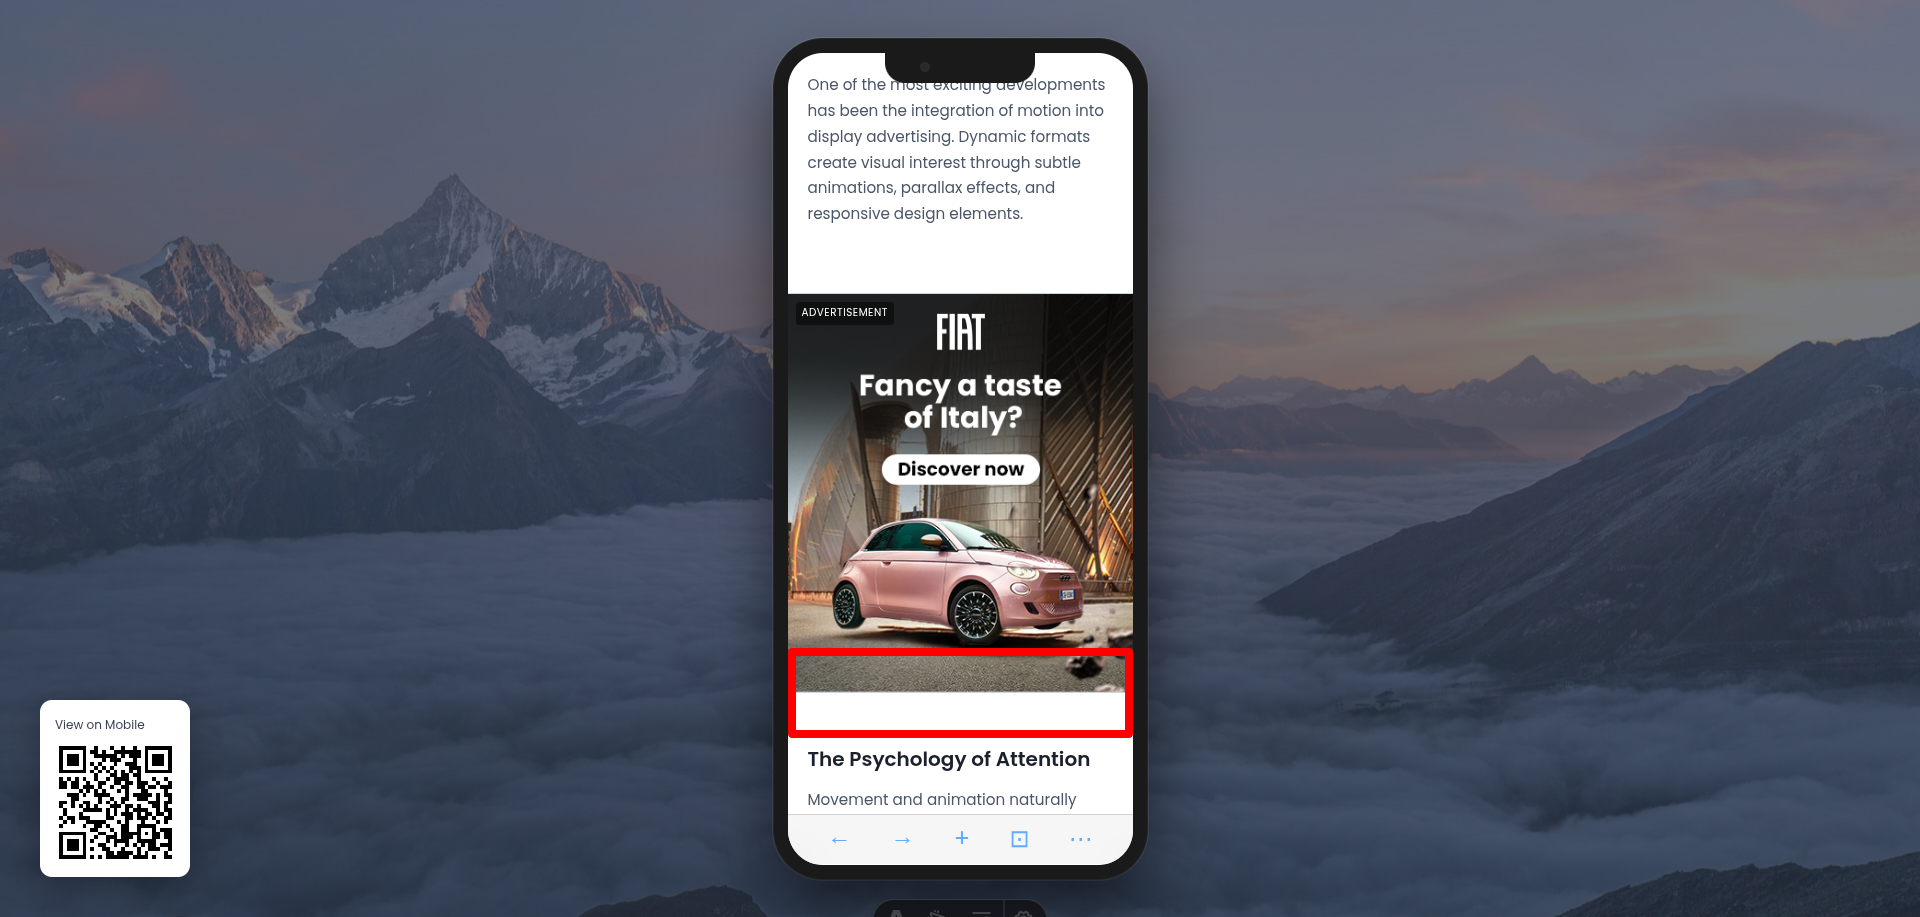 One of the most exciting developments
has been the integration of motion into
display advertising. Dynamic formats
create visual interest through subtle
animations, parallax effects, and
responsive design elements.
ADVERTISEMENT
FIAT
Fancy a taste
of Italy?
Discover now
The Psychology of Attention
Movement and animation naturally
View on Mobile